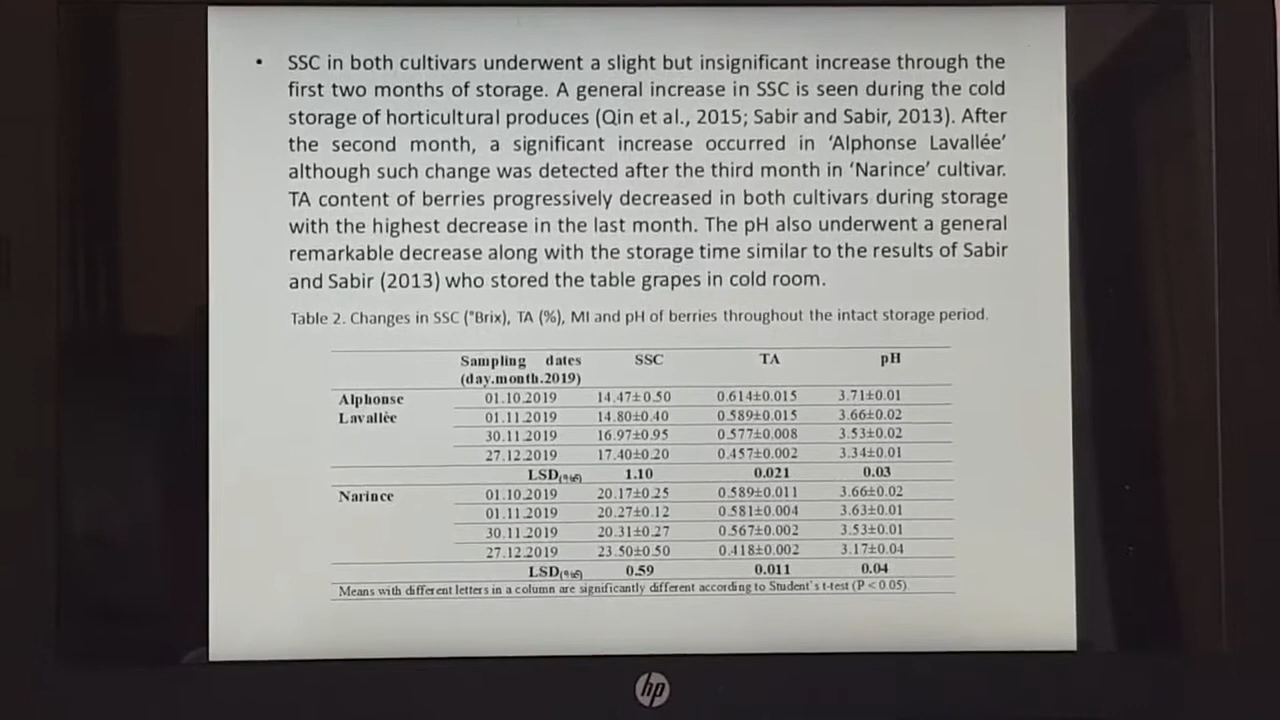 • SSC in both cultivars underwent a slight but insignificant increase through the
first two months of storage. A general increase in SSC is seen during the cold
storage of horticultural produces (Qin et al., 2015; Sabir and Sabir, 2013). After
the second month, a significant increase occurred in ‘Alphonse Lavallée’
although such change was detected after the third month in ‘Narince’ cultivar.
TA content of berries progressively decreased in both cultivars during storage
with the highest decrease in the last month. The pH also underwent a general
remarkable decrease along with the storage time similar to the results of Sabir
and Sabir (2013) who stored the table grapes in cold room.
Table 2. Changes in SSC (°Brix), TA (%), MI and pH of berries throughout the intact storage period.
Sampling dates SSC TA pH
(day.month.2019)
Alphonse 01.10.2019 14.47±0.50 0.614±0.015 3.71±0.01
Lavallée 01.11.2019 14.80±0.40 0.589±0.015 3.66±0.02
30.11.2019 16.97±0.95 0.577±0.008 3.53±0.02
27.12.2019 17.40±0.20 0.457±0.002 3.34±0.01
LSD(%5) 1.10 0.021 0.03
Narince 01.10.2019 20.17±0.25 0.589±0.011 3.66±0.02
01.11.2019 20.27±0.12 0.581±0.004 3.63±0.01
30.11.2019 20.31±0.27 0.567±0.002 3.53±0.01
27.12.2019 23.50±0.50 0.418±0.002 3.17±0.04
LSD(%5) 0.59 0.011 0.04
Means with different letters in a column are significantly different according to Student's t-test (P < 0.05)
hp